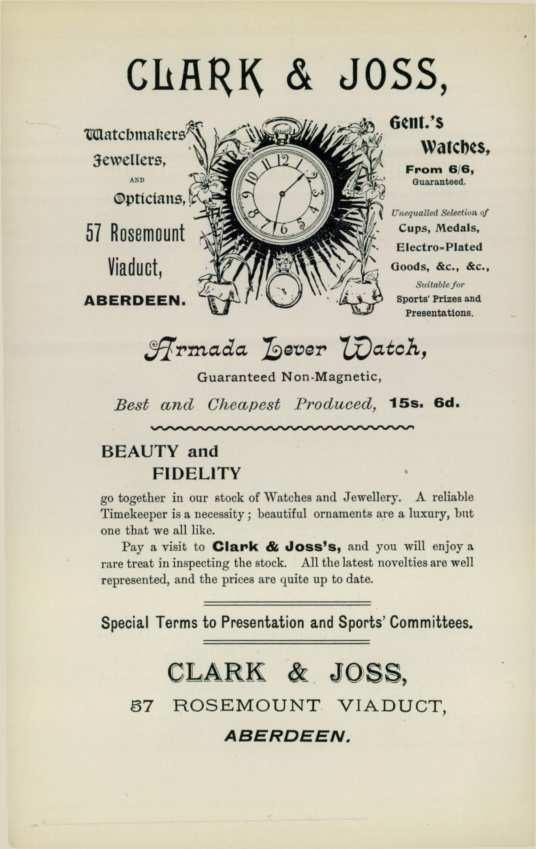 CLARK & JOSS,
Watchmakers
Jewellers,
AND
Opticians,
57 Rosemount
Viaduct,
ABERDEEN.
Gent.'s
Watches,
From 6/6,
Guaranteed.
Unequalled Selection of
Cups, Medals,
Electro-Plated
Goods, &c., &c.,
Suitable for
Sports' Prizes and
Presentations.
Armada Lever Watch,
Guaranteed Non-Magnetic,
Best and Cheapest Produced, 15s. 6d.
BEAUTY and
FIDELITY
go together in our stock of Watches and Jewellery. A reliable
Timekeeper is a necessity; beautiful ornaments are a luxury, but
one that we all like.
Pay a visit to Clark & Joss's, and you will enjoy a
rare treat in inspecting the stock. All the latest novelties are well
represented, and the prices are quite up to date.
Special Terms to Presentation and Sports' Committees.
CLARK & JOSS,
57 ROSEMOUNT VIADUCT,
ABERDEEN.